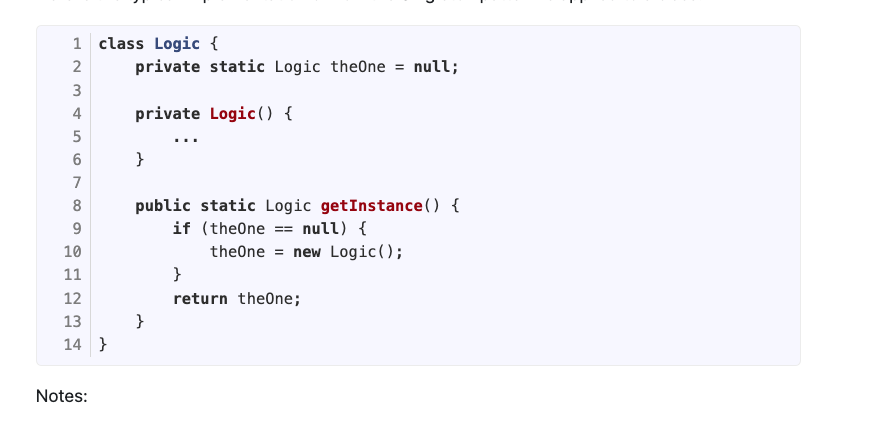 1 class Logic {
2     private static Logic theOne = null;
3
4     private Logic() {
5         ...
6     }
7
8     public static Logic getInstance() {
9         if (theOne == null) {
10             theOne = new Logic();
11         }
12         return theOne;
13     }
14 }
Notes: